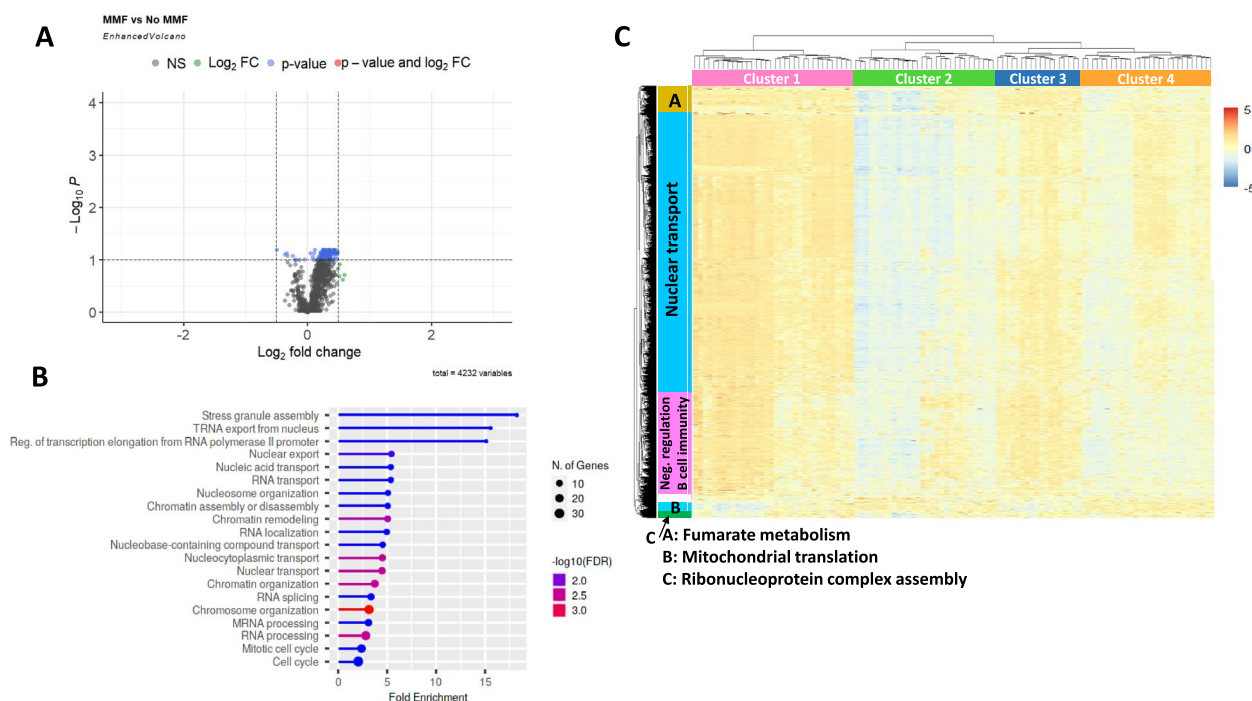 A
MMF vs No MMF
EnhancedVolcano
NS Log2 FC p-value p – value and log2 FC
4
3
2
1
0
– Log10 P
-2 0 2
Log2 fold change
total = 4232 variables
B
Stress granule assembly
TRNA export from nucleus
Reg. of transcription elongation from RNA polymerase II promoter
Nuclear export
Nucleic acid transport
RNA transport
Nucleosome organization
Chromatin assembly or disassembly
Chromatin remodeling
RNA localization
Nucleobase-containing compound transport
Nucleocytoplasmic transport
Nuclear transport
Chromatin organization
RNA splicing
Chromosome organization
MRNA processing
RNA processing
Mitotic cell cycle
Cell cycle
0 5 10 15
Fold Enrichment
N. of Genes
10
20
30
-log10(FDR)
2.0
2.5
3.0
C
Cluster 1 Cluster 2 Cluster 3 Cluster 4
A
Nuclear transport
Neg. regulation
B cell immunity
B
C
5
0
-5
A: Fumarate metabolism
B: Mitochondrial translation
C: Ribonucleoprotein complex assembly